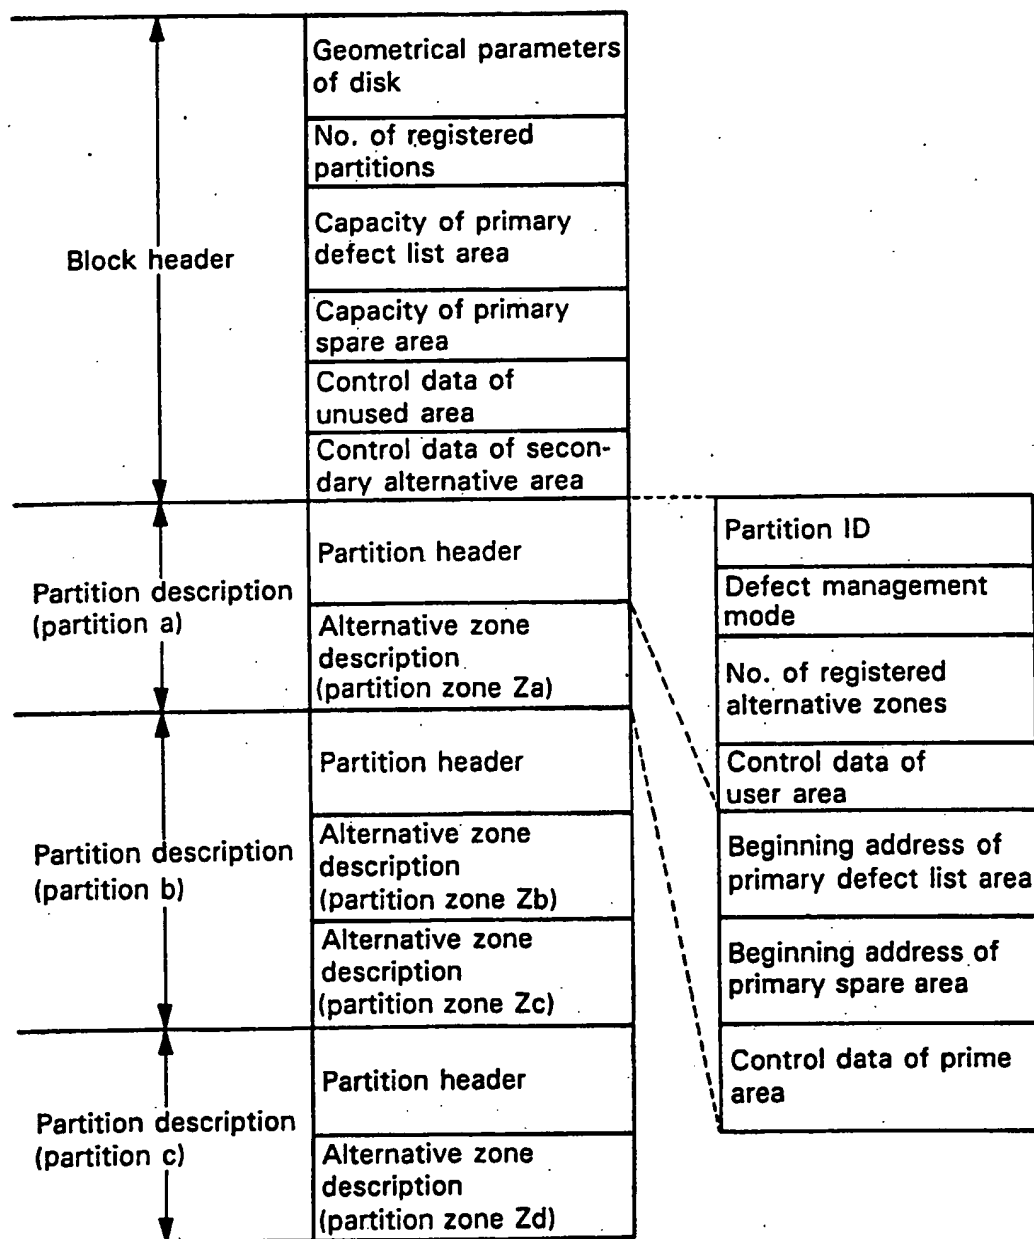 Geometrical parameters
of disk
No. of registered
partitions
Capacity of primary
defect list area
Block header
Capacity of primary
spare area
Control data of
unused area
Control data of secon-
dary alternative area
Partition description
(partition a)
Partition header
Alternative zone
description
(partition zone Za)
Partition description
(partition b)
Partition header
Alternative zone
description
(partition zone Zb)
Alternative zone
description
(partition zone Zc)
Partition description
(partition c)
Partition header
Alternative zone
description
(partition zone Zd)
Partition ID
Defect management
mode
No. of registered
alternative zones
Control data of
user area
Beginning address of
primary defect list area
Beginning address of
primary spare area
Control data of prime
area